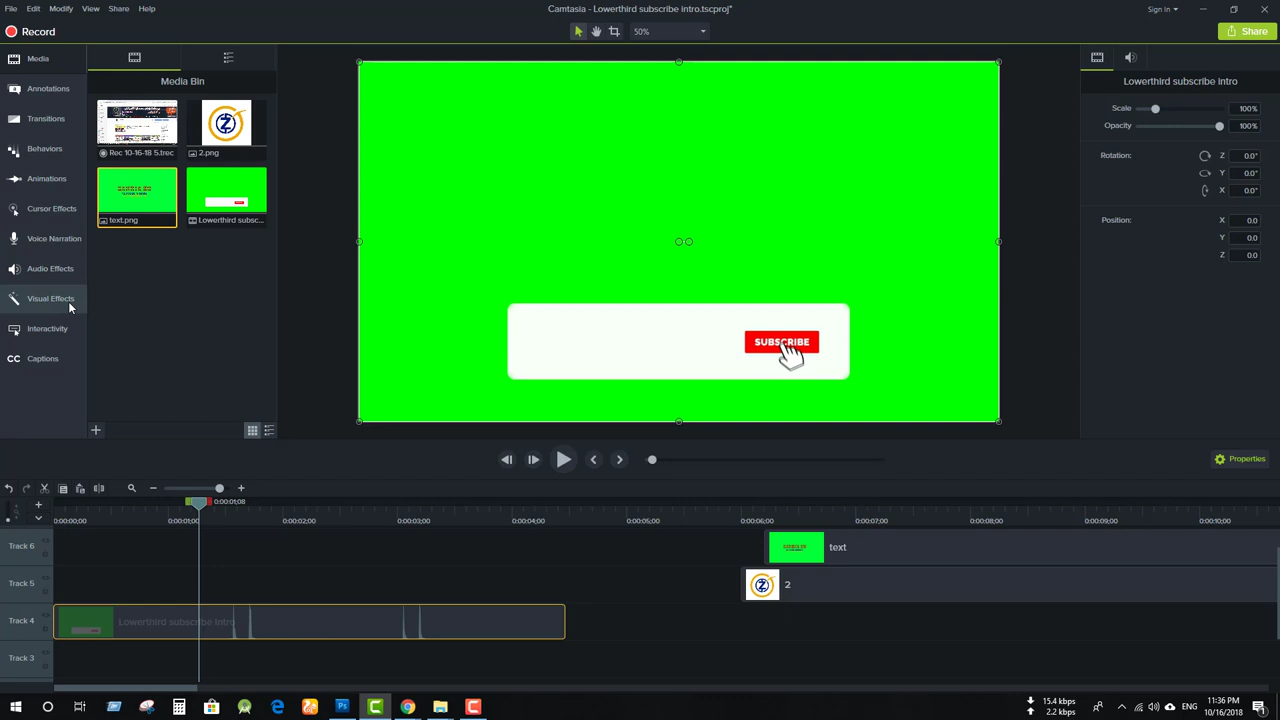 File Edit Modify View Share Help
Camtasia - Lowerthird subscribe intro.tscproj*
Sign In
Record
50%
Share
Media
Annotations
Transitions
Behaviors
Animations
Cursor Effects
Voice Narration
Audio Effects
Visual Effects
Interactivity
CC Captions
Media Bin
Rec 10-16-18 5.trec
2.png
text.png
Lowerthird subsc...
SUBSCRIBE
Lowerthird subscribe intro
Scale 100%
Opacity 100%
Rotation: Z 0.0°
Y 0.0°
X 0.0°
Position: X 0.0
Y 0.0
Z 0.0
Properties
0:00:01;08
0:00:00;00 0:00:01;00 0:00:02;00 0:00:03;00 0:00:04;00 0:00:05;00 0:00:06;00 0:00:07;00 0:00:08;00 0:00:09;00 0:00:10;00
Track 6 text
Track 5 2
Track 4 Lowerthird subscribe intro
Track 3
15.4 kbps
2.2 kbps
11:36 PM
10/16/2018